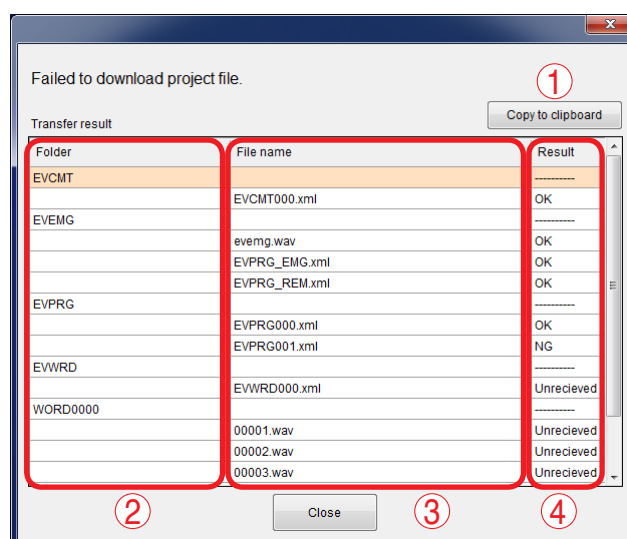 Failed to download project file.
①
Copy to clipboard
Transfer result
Folder File name Result
EVCMT ----------
EVCMT000.xml OK
EVEMG ----------
evemg.wav OK
EVPRG_EMG.xml OK
EVPRG_REM.xml OK
EVPRG ----------
EVPRG000.xml OK
EVPRG001.xml NG
EVWRD ----------
EVWRD000.xml Unrecieved
WORD0000 ----------
00001.wav Unrecieved
00002.wav Unrecieved
00003.wav Unrecieved
② Close ③ ④